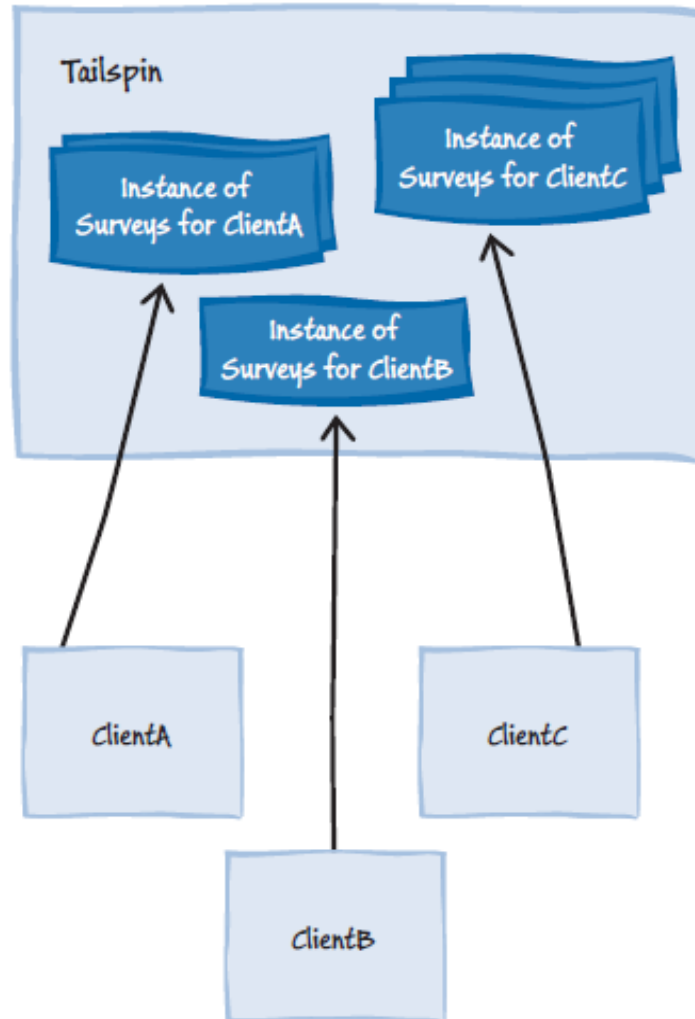 Tailspin
Instance of
Surveys for ClientA
Instance of
Surveys for ClientC
Instance of
Surveys for ClientB
ClientA
ClientC
ClientB